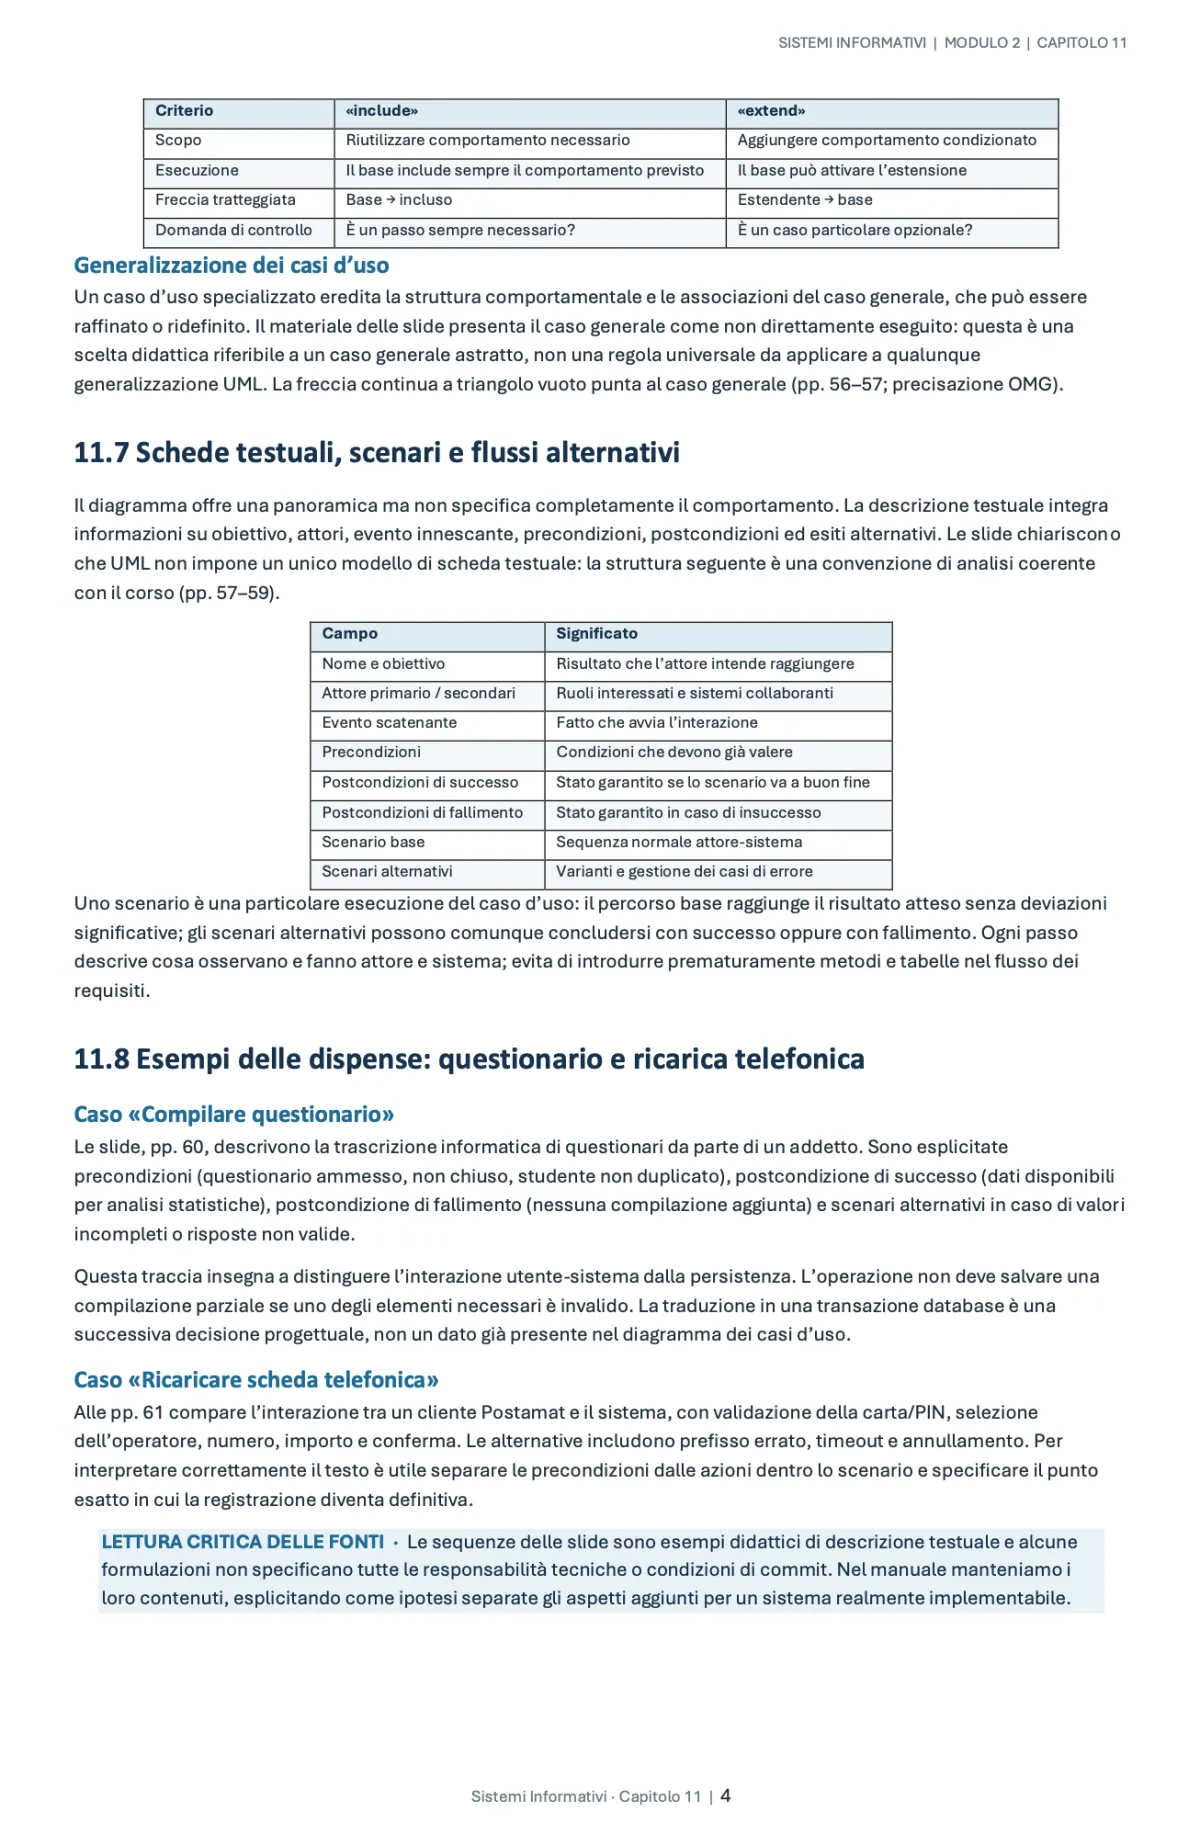 SISTEMI INFORMATIVI | MODULO 2 | CAPITOLO 11
Criterio «include» «extend»
Scopo Riutilizzare comportamento necessario Aggiungere comportamento condizionato
Esecuzione Il base include sempre il comportamento previsto Il base può attivare l’estensione
Freccia tratteggiata Base → incluso Estendente → base
Domanda di controllo È un passo sempre necessario? È un caso particolare opzionale?
Generalizzazione dei casi d’uso
Un caso d’uso specializzato eredita la struttura comportamentale e le associazioni del caso generale, che può essere
raffinato o ridefinito. Il materiale delle slide presenta il caso generale come non direttamente eseguito: questa è una
scelta didattica riferibile a un caso generale astratto, non una regola universale da applicare a qualunque
generalizzazione UML. La freccia continua a triangolo vuoto punta al caso generale (pp. 56–57; precisazione OMG).
11.7 Schede testuali, scenari e flussi alternativi
Il diagramma offre una panoramica ma non specifica completamente il comportamento. La descrizione testuale integra
informazioni su obiettivo, attori, evento innescante, precondizioni, postcondizioni ed esiti alternativi. Le slide chiariscono
che UML non impone un unico modello di scheda testuale: la struttura seguente è una convenzione di analisi coerente
con il corso (pp. 57–59).
Campo Significato
Nome e obiettivo Risultato che l’attore intende raggiungere
Attore primario / secondari Ruoli interessati e sistemi collaboranti
Evento scatenante Fatto che avvia l’interazione
Precondizioni Condizioni che devono già valere
Postcondizioni di successo Stato garantito se lo scenario va a buon fine
Postcondizioni di fallimento Stato garantito in caso di insuccesso
Scenario base Sequenza normale attore-sistema
Scenari alternativi Varianti e gestione dei casi di errore
Uno scenario è una particolare esecuzione del caso d’uso: il percorso base raggiunge il risultato atteso senza deviazioni
significative; gli scenari alternativi possono comunque concludersi con successo oppure con fallimento. Ogni passo
descrive cosa osservano e fanno attore e sistema; evita di introdurre prematuramente metodi e tabelle nel flusso dei
requisiti.
11.8 Esempi delle dispense: questionario e ricarica telefonica
Caso «Compilare questionario»
Le slide, pp. 60, descrivono la trascrizione informatica di questionari da parte di un addetto. Sono esplicitate
precondizioni (questionario ammesso, non chiuso, studente non duplicato), postcondizione di successo (dati disponibili
per analisi statistiche), postcondizione di fallimento (nessuna compilazione aggiunta) e scenari alternativi in caso di valori
incompleti o risposte non valide.
Questa traccia insegna a distinguere l’interazione utente-sistema dalla persistenza. L’operazione non deve salvare una
compilazione parziale se uno degli elementi necessari è invalido. La traduzione in una transazione database è una
successiva decisione progettuale, non un dato già presente nel diagramma dei casi d’uso.
Caso «Ricaricare scheda telefonica»
Alle pp. 61 compare l’interazione tra un cliente Postamat e il sistema, con validazione della carta/PIN, selezione
dell’operatore, numero, importo e conferma. Le alternative includono prefisso errato, timeout e annullamento. Per
interpretare correttamente il testo è utile separare le precondizioni dalle azioni dentro lo scenario e specificare il punto
esatto in cui la registrazione diventa definitiva.
LETTURA CRITICA DELLE FONTI · Le sequenze delle slide sono esempi didattici di descrizione testuale e alcune
formulazioni non specificano tutte le responsabilità tecniche o condizioni di commit. Nel manuale manteniamo i
loro contenuti, esplicitando come ipotesi separate gli aspetti aggiunti per un sistema realmente implementabile.
Sistemi Informativi · Capitolo 11 | 4